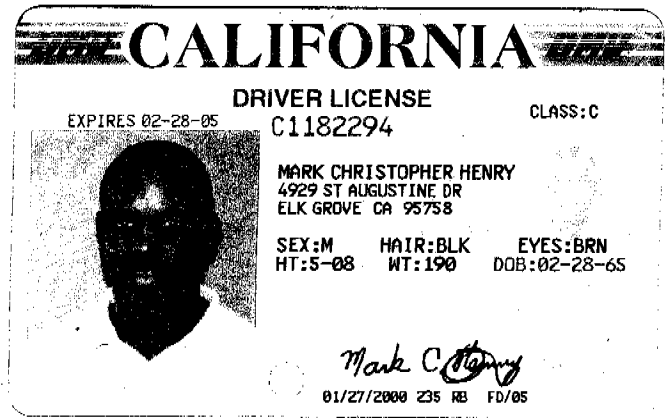 CALIFORNIA
DRIVER LICENSE
EXPIRES 02-28-05
C1182294
CLASS:C
MARK CHRISTOPHER HENRY
4929 ST AUGUSTINE DR
ELK GROVE CA 95758
SEX:M HAIR:BLK EYES:BRN
HT:5-08 WT:190 DOB:02-28-65
Mark C Henry
01/27/2000 235 RB FD/05